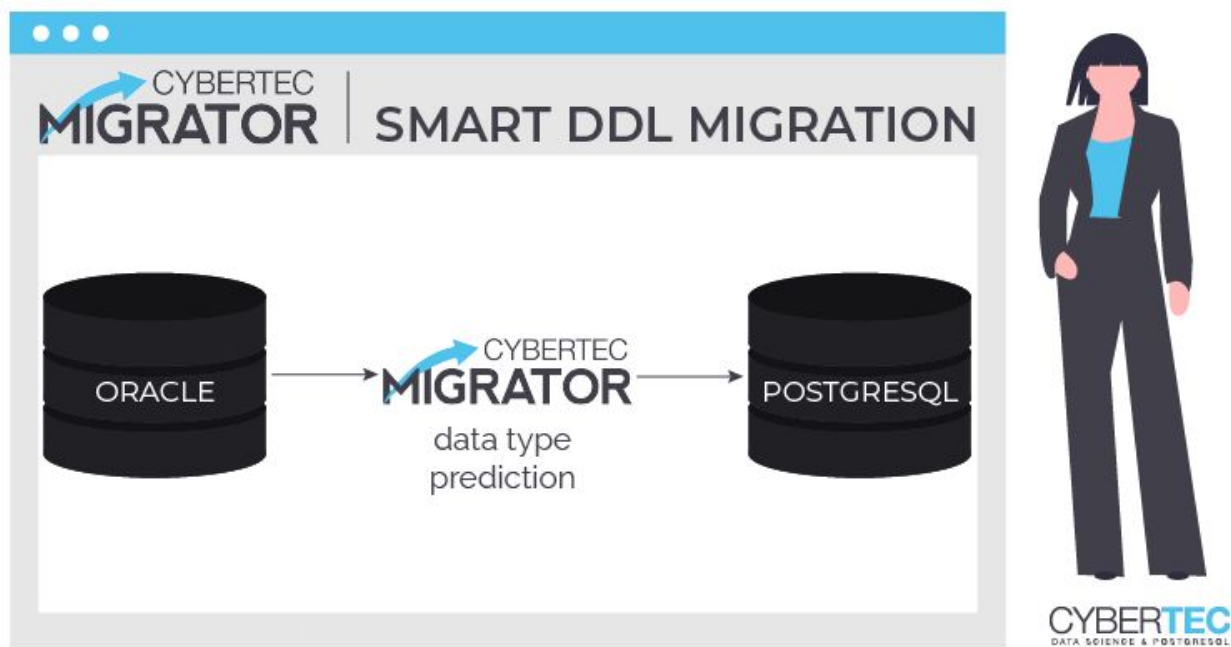 CYBERTEC
MIGRATOR
SMART DDL MIGRATION
ORACLE
CYBERTEC
MIGRATOR
data type
prediction
POSTGRESQL
CYBERTEC
DATA SCIENCE & POSTGRESQL